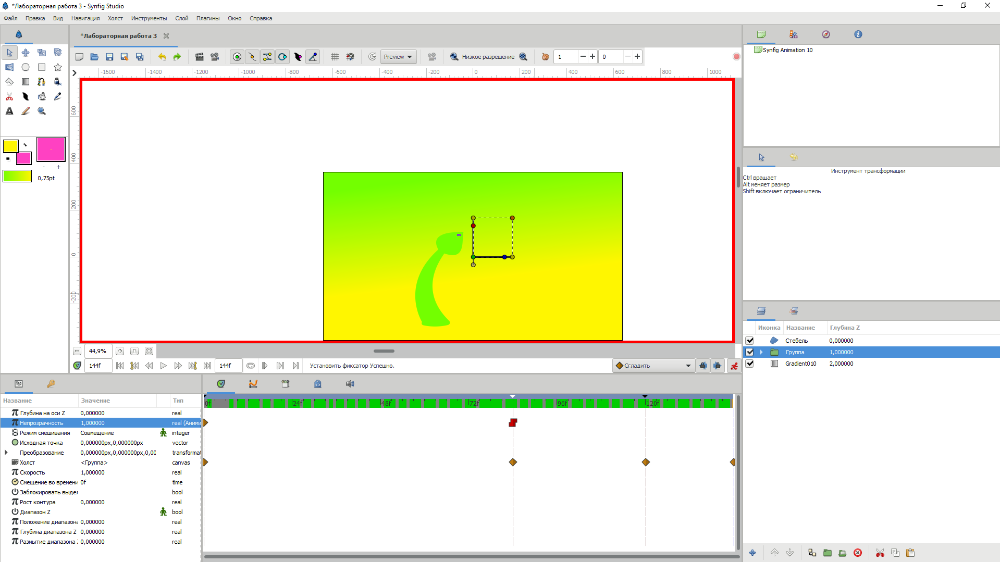 *Лабораторная работа 3 - Synfig Studio
Файл Правка Вид Навигация Холст Инструменты Слой Плагины Окно Справка
*Лабораторная работа 3
Preview Низкое разрешение 1 0
-1600 -1400 -1200 -1000 -800 -600 -400 -200 0 200 400 600 800 1000
600
400
200
0
-200
- +
0,75pt
Synfig Animation 10
Инструмент трансформации
Ctrl вращает
Alt меняет размер
Shift включает ограничитель
Иконка Название Глубина Z
Стебель 0,000000
Группа 1,000000
Gradient010 2,000000
44,9%
144f 144f Установить фиксатор Успешно. Сгладить
Название Значение Тип
0f 24f 48f 72f 96f 120f
Глубина на оси Z 0,000000 real
Непрозрачность 1,000000 real (Аними
Режим смешивания Совмещение integer
Исходная точка 0,000000px,0,000000px vector
Преобразование 0,000000px,0,000000px,0,00 transformat
Холст <Группа> canvas
Скорость 1,000000 real
Смещение во времени 0f time
Заблокировать выдел bool
Рост контура 0,000000 real
Диапазон Z bool
Положение диапазона 0,000000 real
Глубина диапазона Z 0,000000 real
Размытие диапазона 0,000000 real